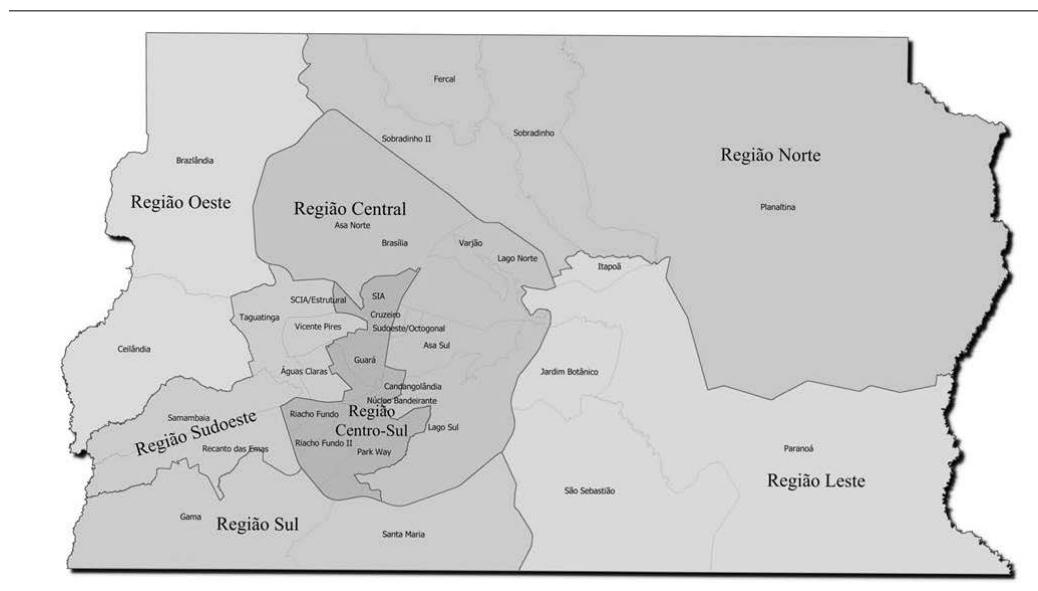 Fercal
Sobradinho II
Sobradinho
Região Norte
Brazlândia
Região Oeste
Região Central
Planaltina
Asa Norte
Brasília
Varjão
Lago Norte
Itapoã
SCIA/Estrutural
SIA
Taguatinga
Cruzeiro
Vicente Pires
Sudoeste/Octogonal
Ceilândia
Asa Sul
Guará
Águas Claras
Jardim Botânico
Candangolândia
Núcleo Bandeirante
Riacho Fundo
Região
Centro-Sul
Samambaia
Região Sudoeste
Lago Sul
Riacho Fundo II
Recanto das Emas
Park Way
Paranoá
Região Leste
São Sebastião
Gama
Região Sul
Santa Maria